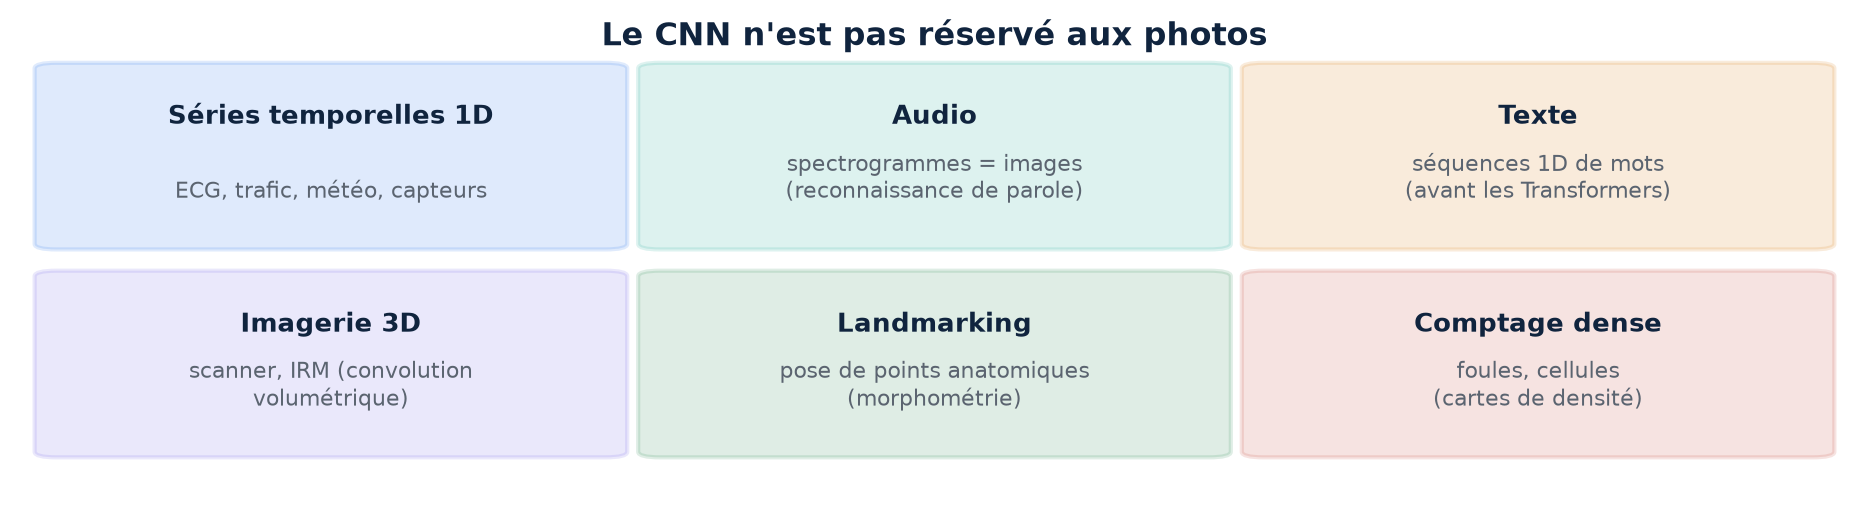 Le CNN n'est pas réservé aux photos
Séries temporelles 1D
ECG, trafic, météo, capteurs
Audio
spectrogrammes = images
(reconnaissance de parole)
Texte
séquences 1D de mots
(avant les Transformers)
Imagerie 3D
scanner, IRM (convolution
volumétrique)
Landmarking
pose de points anatomiques
(morphométrie)
Comptage dense
foules, cellules
(cartes de densité)